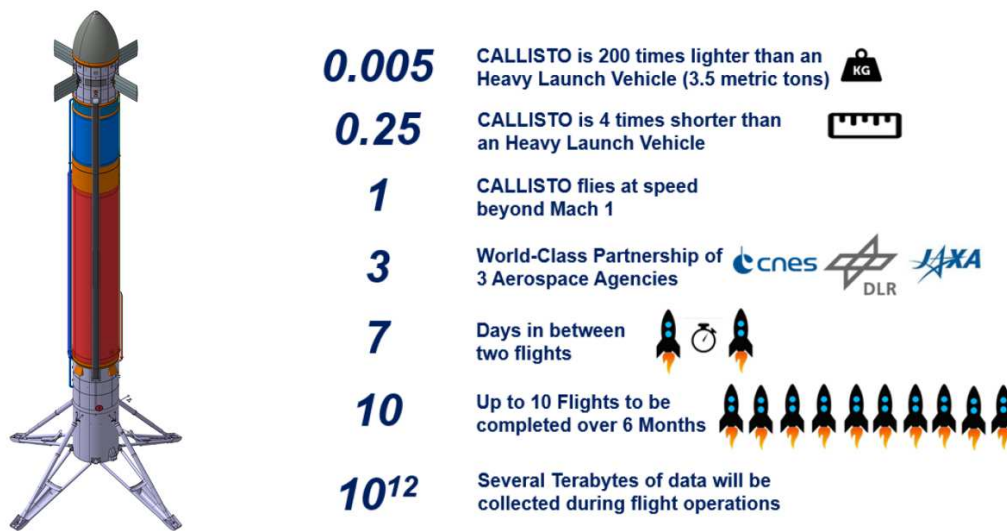 0.005
CALLISTO is 200 times lighter than an
Heavy Launch Vehicle (3.5 metric tons)
KG
0.25
CALLISTO is 4 times shorter than
an Heavy Launch Vehicle
1
CALLISTO flies at speed
beyond Mach 1
3
World-Class Partnership of
3 Aerospace Agencies
cnes
DLR
JAXA
7
Days in between
two flights
10
Up to 10 Flights to be
completed over 6 Months
10¹²
Several Terabytes of data will be
collected during flight operations